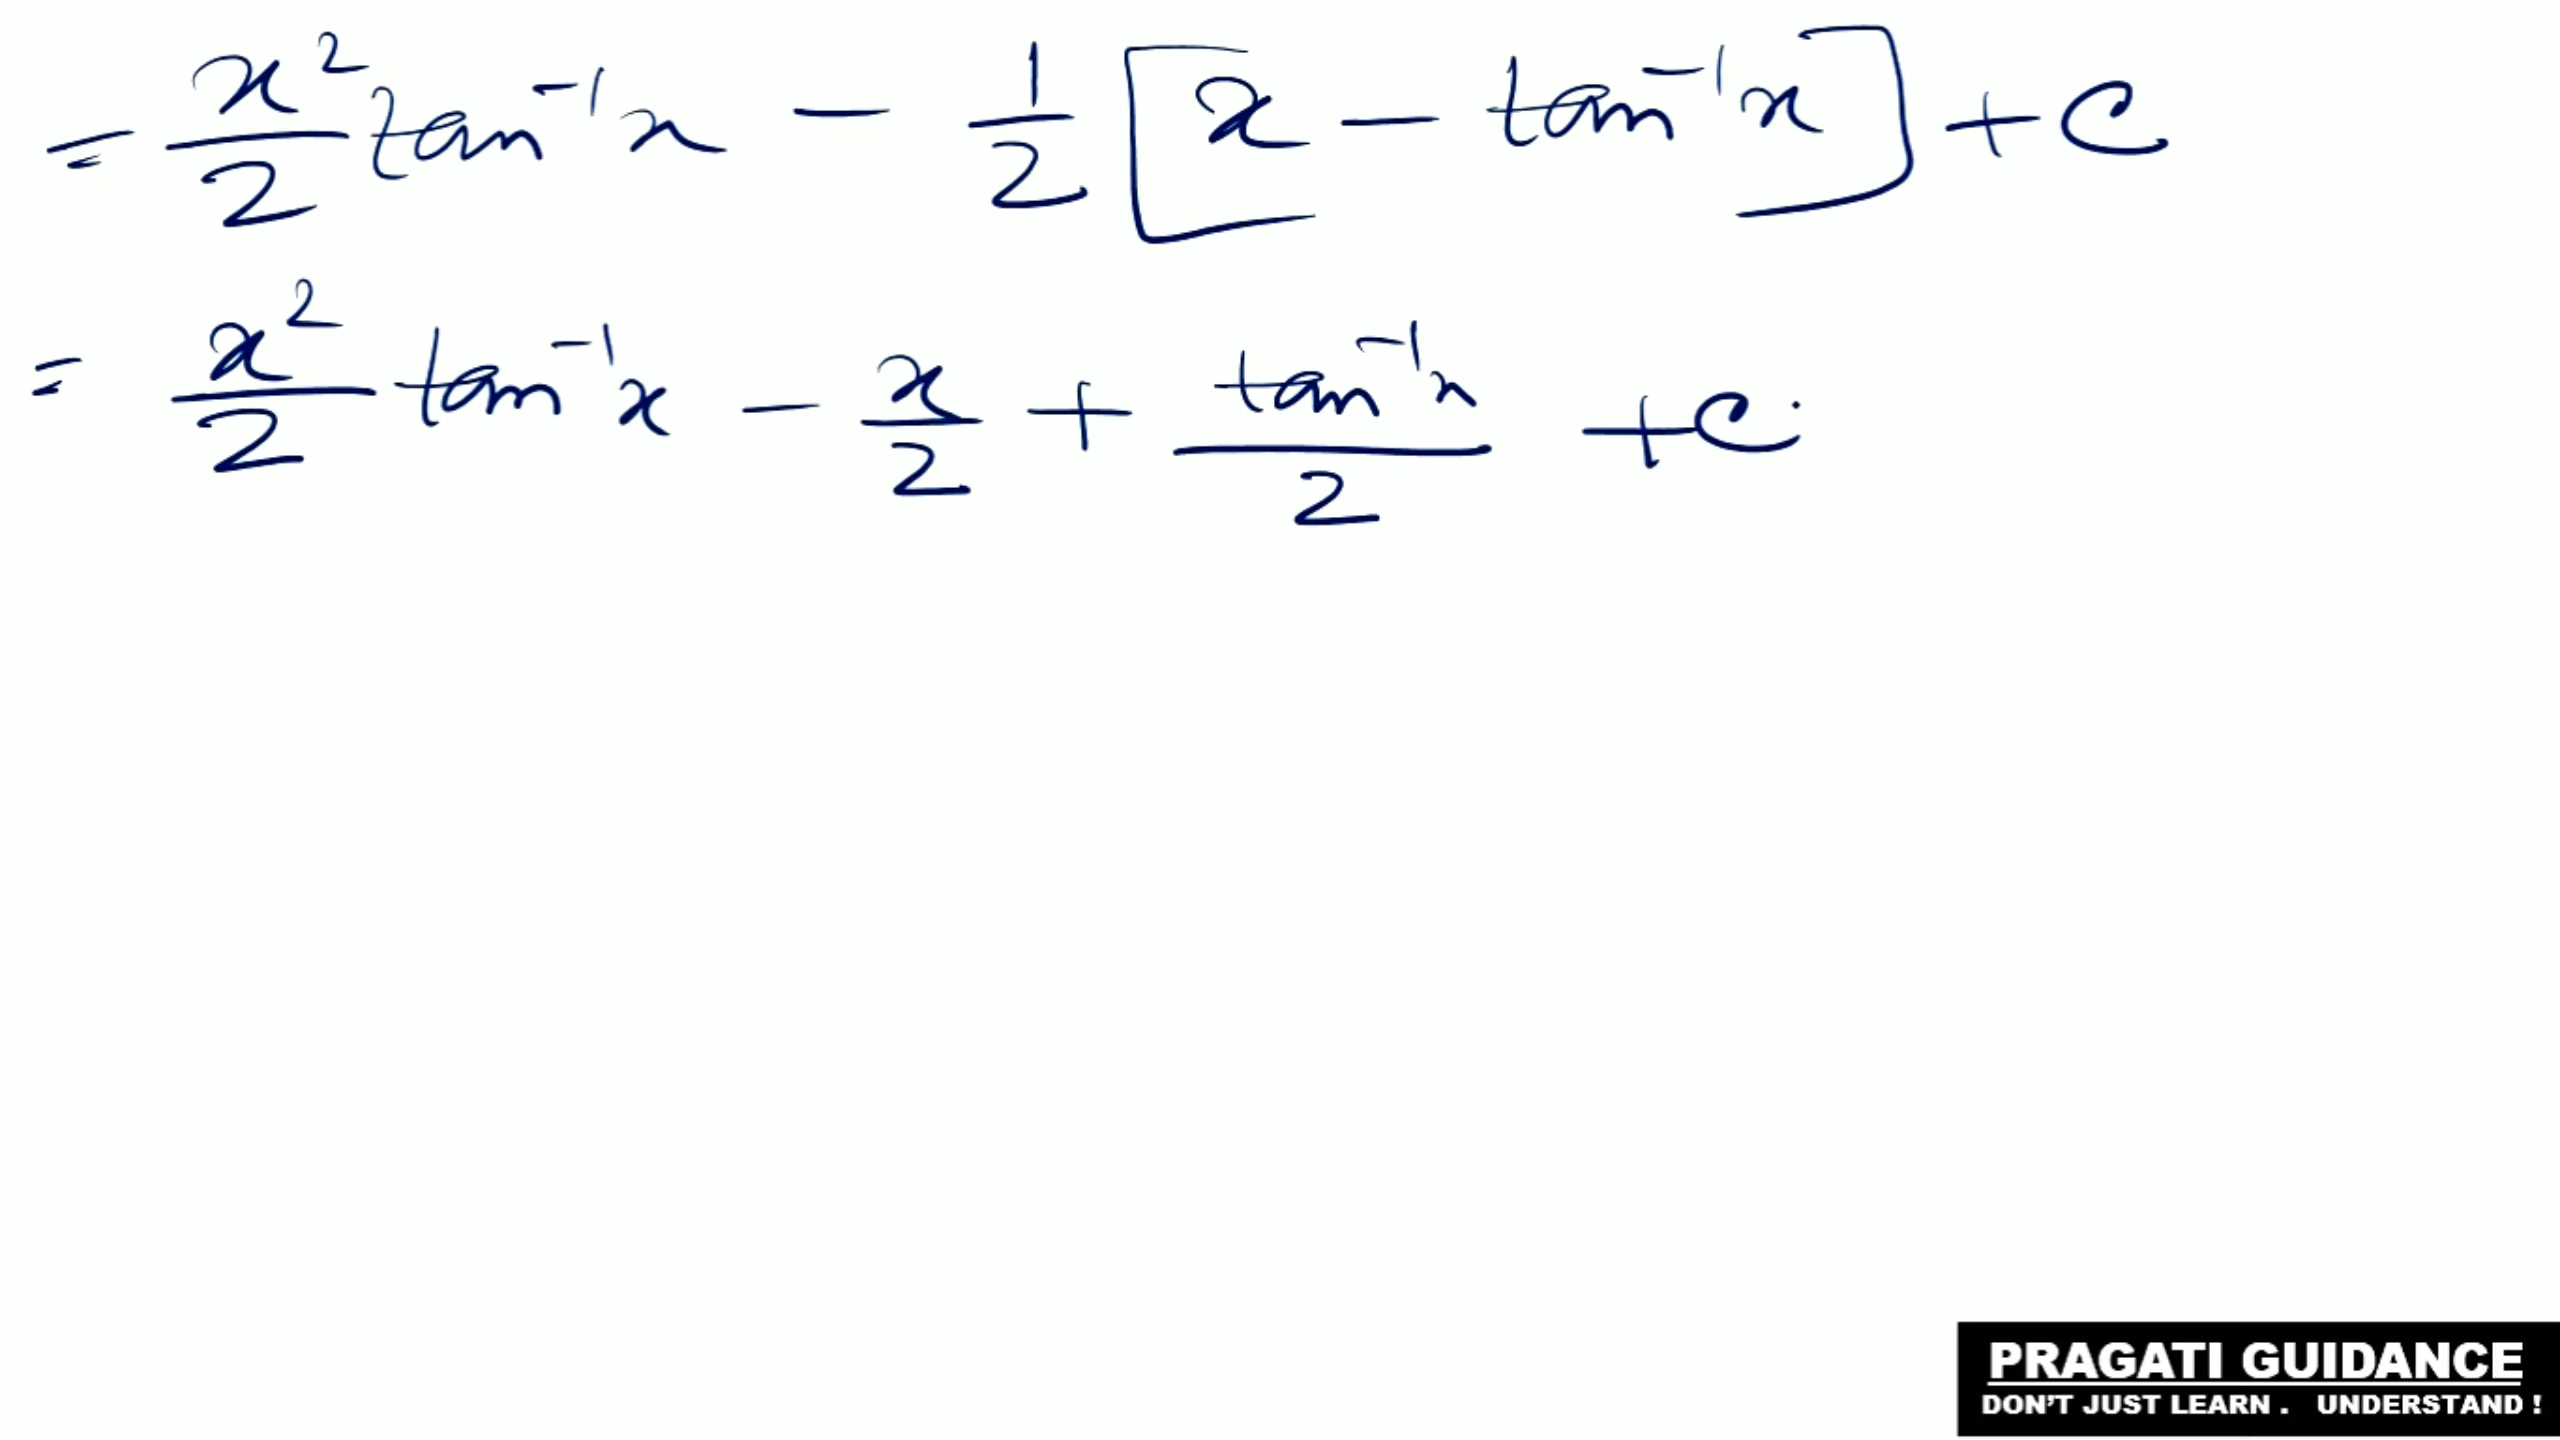 = x²/2 tan⁻¹x − 1/2 [x − tan⁻¹x] + c
= x²/2 tan⁻¹x − x/2 + tan⁻¹x/2 + c.
PRAGATI GUIDANCE
DON'T JUST LEARN . UNDERSTAND !